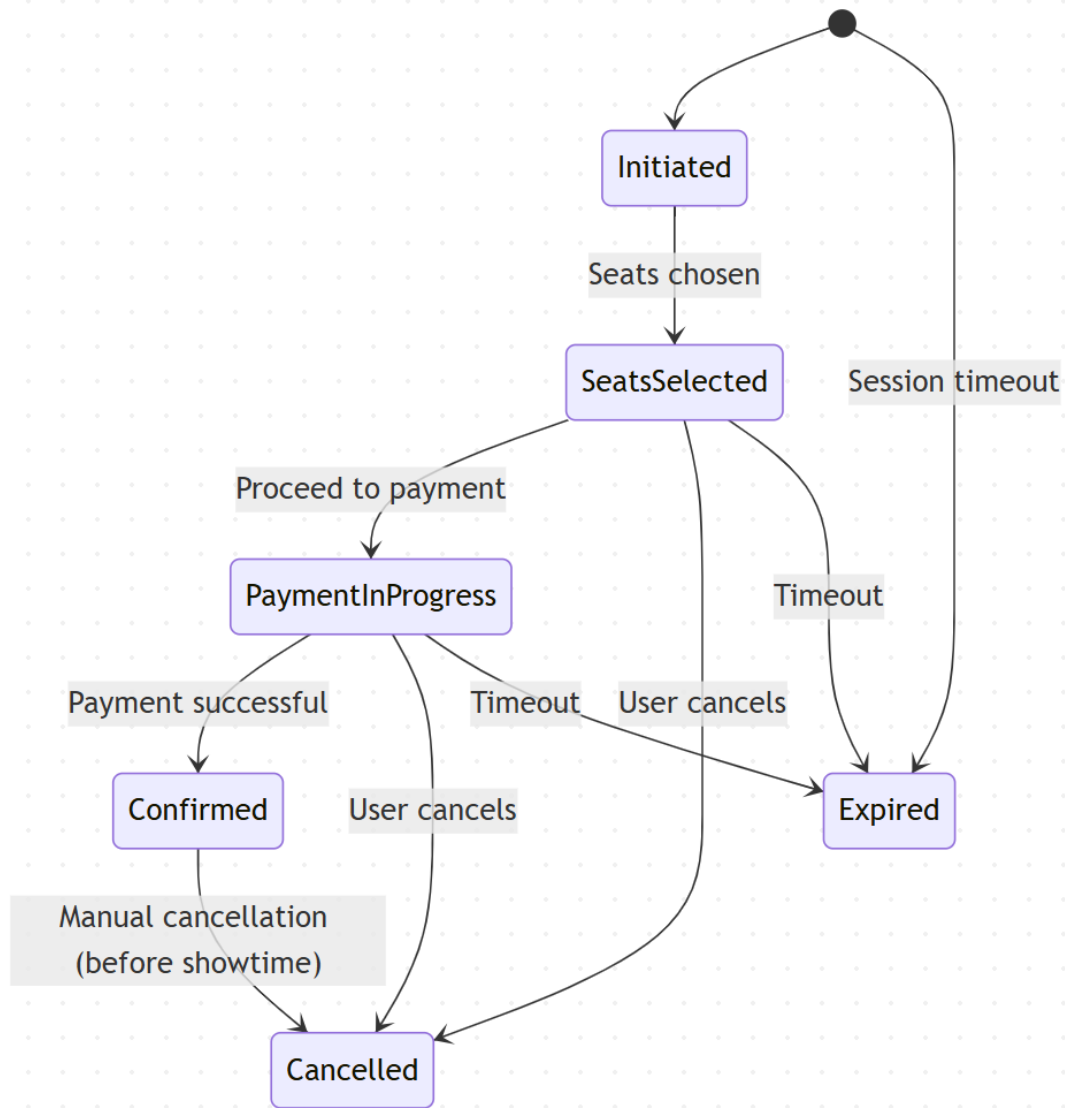 Initiated
Seats chosen
SeatsSelected
Session timeout
Proceed to payment
PaymentInProgress
Timeout
Payment successful
Timeout
User cancels
Confirmed
User cancels
Expired
Manual cancellation
(before showtime)
Cancelled